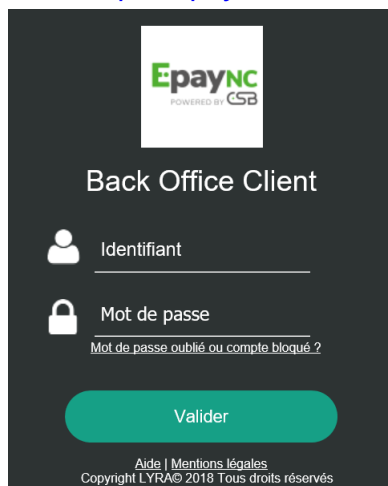 EpayNC
POWERED BY CSB
Back Office Client
Identifiant
Mot de passe
Mot de passe oublié ou compte bloqué ?
Valider
Aide | Mentions légales
Copyright LYRA© 2018 Tous droits réservés